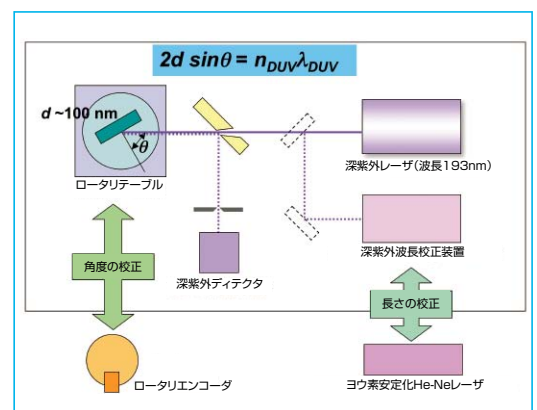 2d sinθ = n_DUV λ_DUV
d ~100 nm
θ
ロータリテーブル
深紫外レーザ(波長193nm)
深紫外ディテクタ
深紫外波長校正装置
角度の校正
長さの校正
ロータリエンコーダ
ヨウ素安定化He-Neレーザ